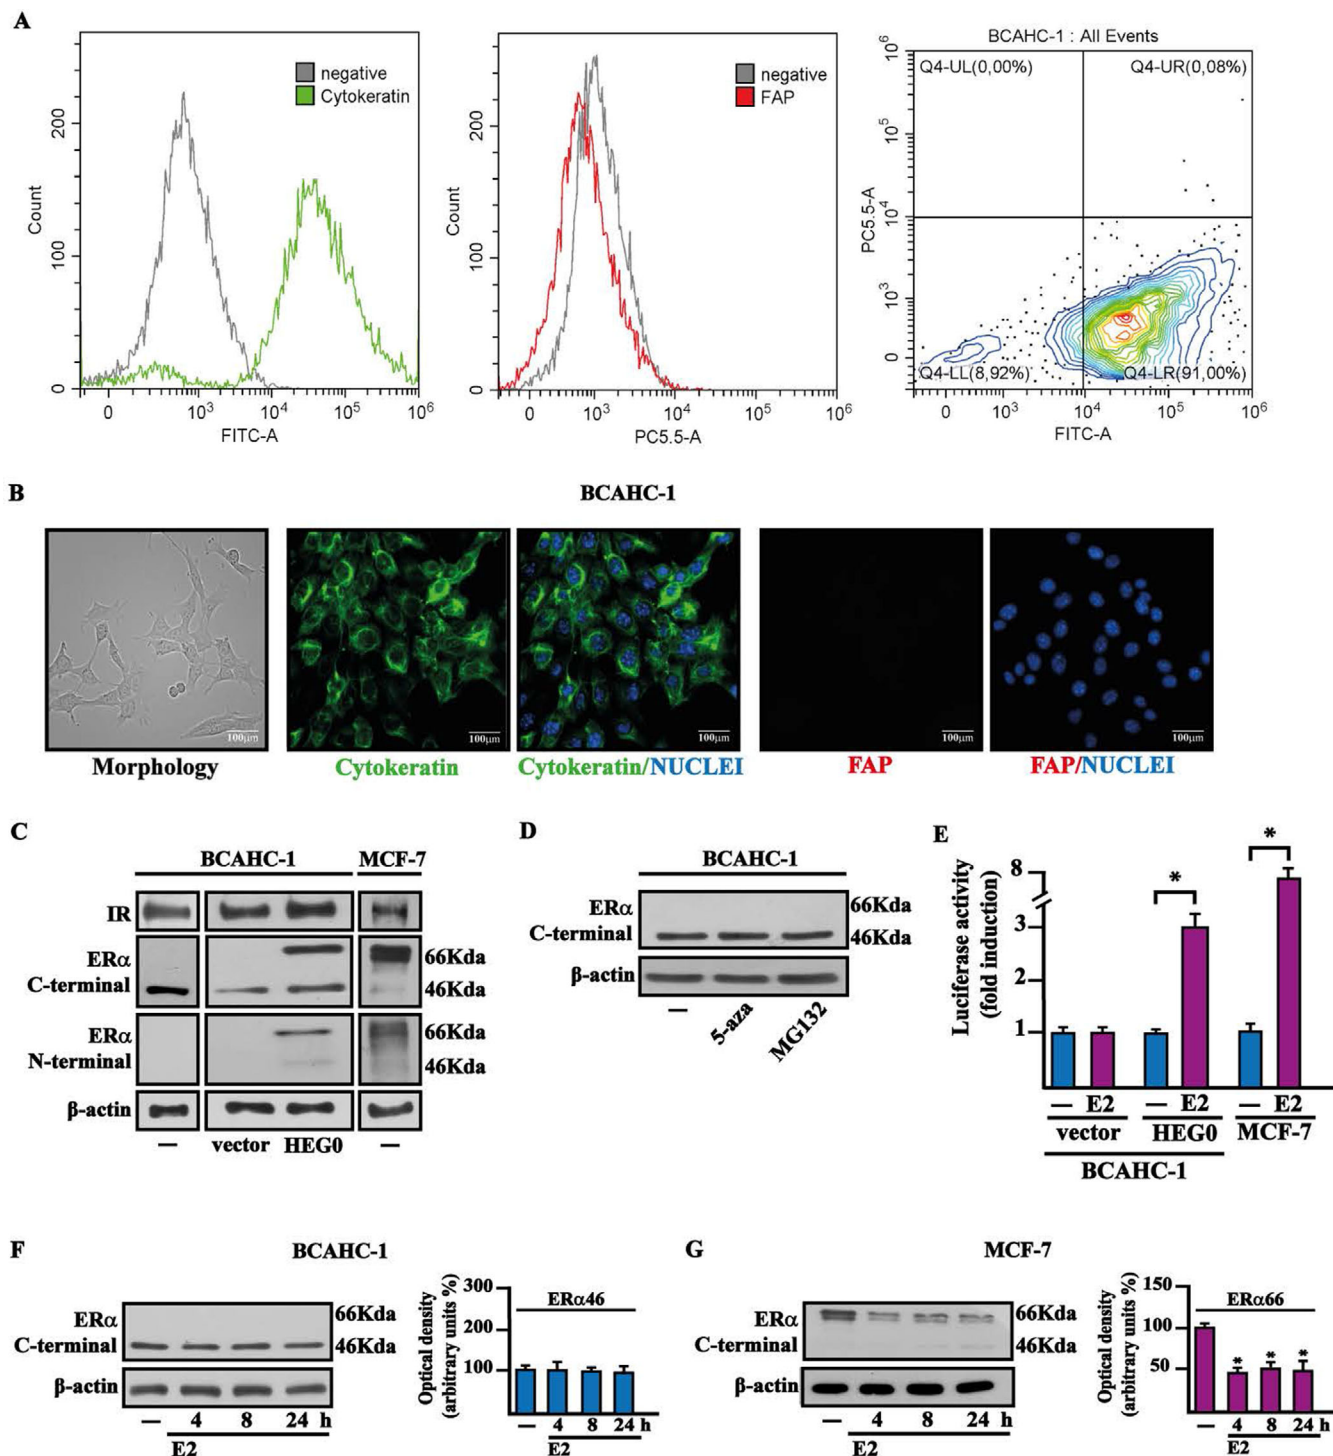 A
negative
Cytokeratin
Count
200
100
0
0 10³ 10⁴ 10⁵ 10⁶
FITC-A
negative
FAP
Count
200
100
0
0 10³ 10⁴ 10⁵ 10⁶
PC5.5-A
BCAHC-1 : All Events
Q4-UL(0,00%) Q4-UR(0,08%)
Q4-LL(8,92%) Q4-LR(91,00%)
PC5.5-A
10⁶
10⁵
10⁴
10³
0
0 10³ 10⁴ 10⁵ 10⁶
FITC-A
B
BCAHC-1
100μm 100μm 100μm 100μm 100μm
Morphology Cytokeratin Cytokeratin/NUCLEI FAP FAP/NUCLEI
C
BCAHC-1 MCF-7
IR
ERα
C-terminal
66Kda
46Kda
ERα
N-terminal
66Kda
46Kda
β-actin
— vector HEG0 —
D
BCAHC-1
ERα
C-terminal
66Kda
46Kda
β-actin
— 5-aza MG132
E
Luciferase activity
(fold induction)
8
3
2
1
* *
— E2 — E2 — E2
vector HEG0 MCF-7
BCAHC-1
F
BCAHC-1
ERα
C-terminal
66Kda
46Kda
β-actin
— 4 8 24 h
E2
Optical density
(arbitrary units %)
300
200
100
ERα46
— 4 8 24 h
E2
G
MCF-7
ERα
C-terminal
66Kda
46Kda
β-actin
— 4 8 24 h
E2
Optical density
(arbitrary units %)
150
100
50
ERα66
* * *
— 4 8 24 h
E2